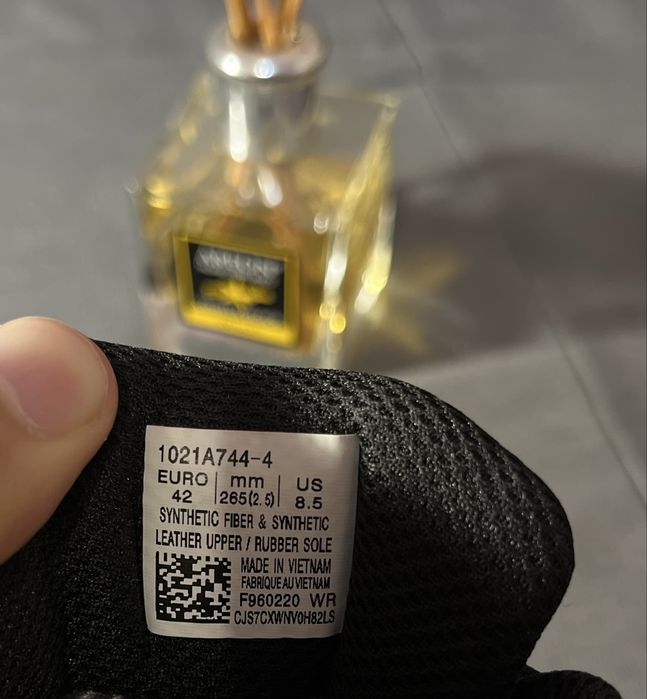 1021A744-4
EURO | mm | US
42 | 265(2.5) | 8.5
SYNTHETIC FIBER & SYNTHETIC
LEATHER UPPER / RUBBER SOLE
MADE IN VIETNAM
FABRIQUE AU VIETNAM
F960220 WR
CJS7CXWNV0H82LS